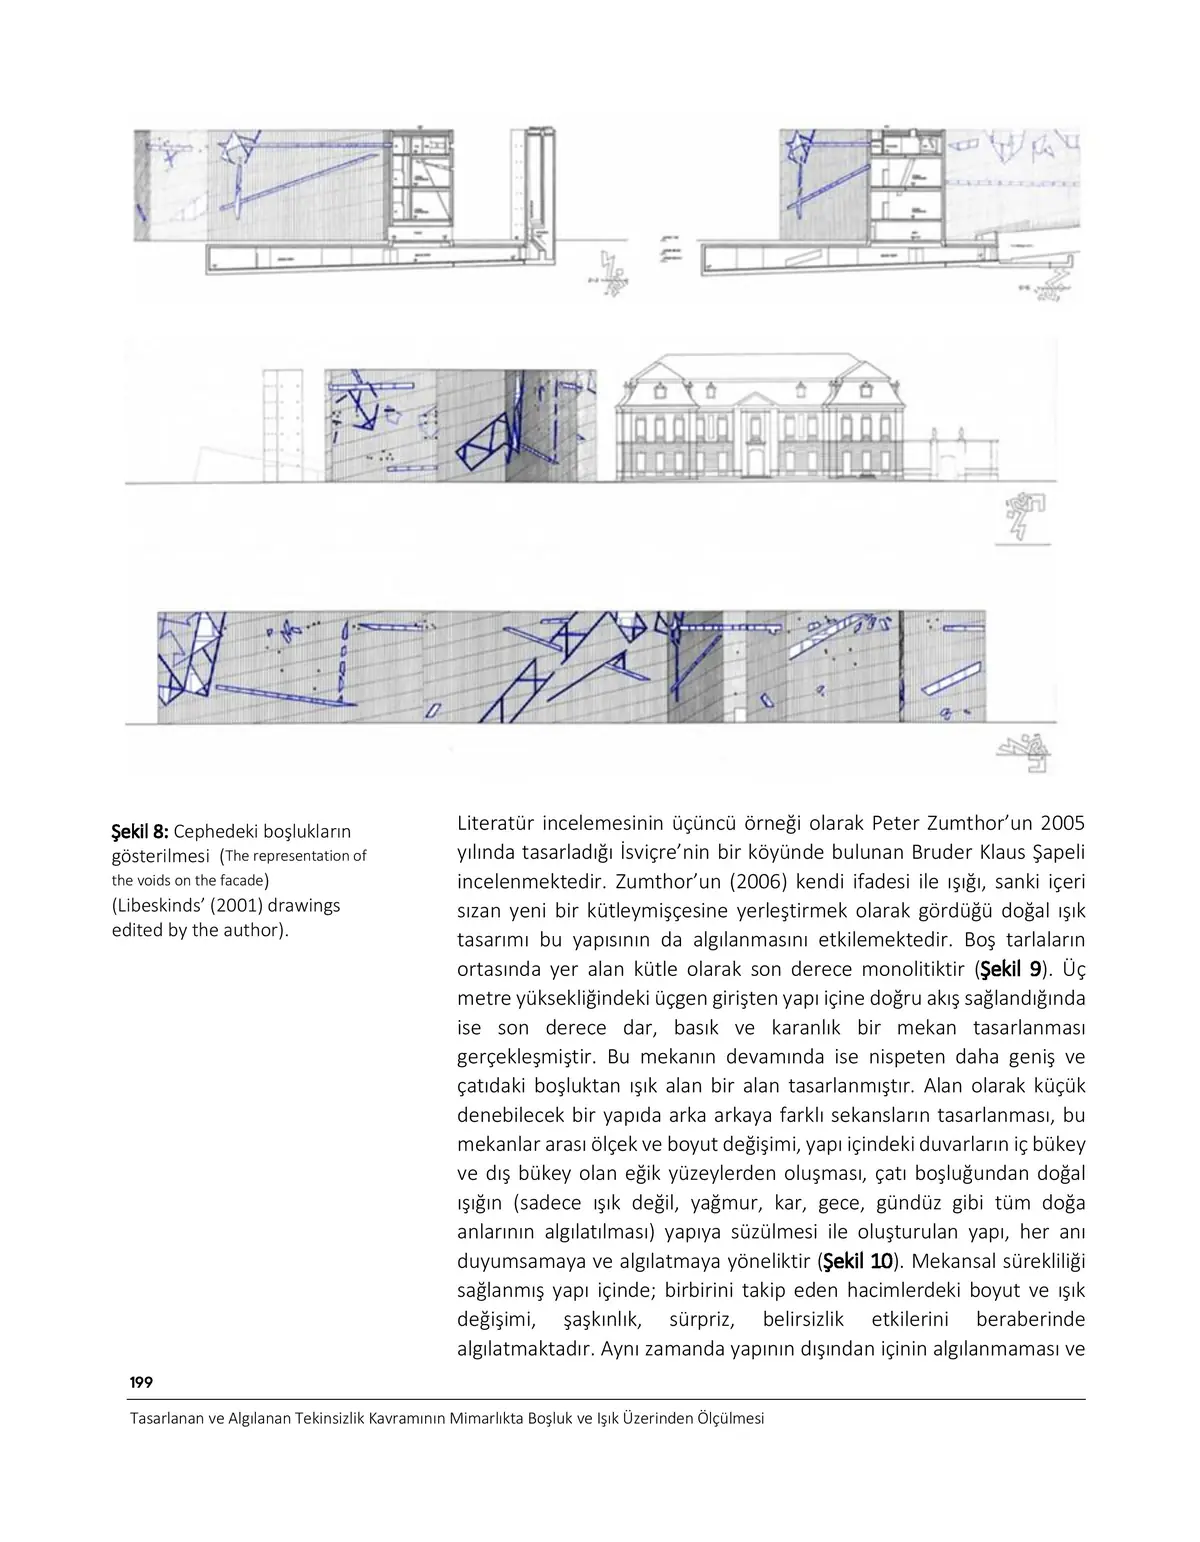 Şekil 8: Cephedeki boşlukların
gösterilmesi (The representation of
the voids on the facade)
(Libeskinds’ (2001) drawings
edited by the author).
Literatür incelemesinin üçüncü örneği olarak Peter Zumthor’un 2005
yılında tasarladığı İsviçre’nin bir köyünde bulunan Bruder Klaus Şapeli
incelenmektedir. Zumthor’un (2006) kendi ifadesi ile ışığı, sanki içeri
sızan yeni bir kütleymişçesine yerleştirmek olarak gördüğü doğal ışık
tasarımı bu yapısının da algılanmasını etkilemektedir. Boş tarlaların
ortasında yer alan kütle olarak son derece monolitiktir (Şekil 9). Üç
metre yüksekliğindeki üçgen girişten yapı içine doğru akış sağlandığında
ise son derece dar, basık ve karanlık bir mekan tasarlanması
gerçekleşmiştir. Bu mekanın devamında ise nispeten daha geniş ve
çatıdaki boşluktan ışık alan bir alan tasarlanmıştır. Alan olarak küçük
denebilecek bir yapıda arka arkaya farklı sekansların tasarlanması, bu
mekanlar arası ölçek ve boyut değişimi, yapı içindeki duvarların iç bükey
ve dış bükey olan eğik yüzeylerden oluşması, çatı boşluğundan doğal
ışığın (sadece ışık değil, yağmur, kar, gece, gündüz gibi tüm doğa
anlarının algılatılması) yapıya süzülmesi ile oluşturulan yapı, her anı
duyumsamaya ve algılatmaya yöneliktir (Şekil 10). Mekansal sürekliliği
sağlanmış yapı içinde; birbirini takip eden hacimlerdeki boyut ve ışık
değişimi, şaşkınlık, sürpriz, belirsizlik etkilerini beraberinde
algılatmaktadır. Aynı zamanda yapının dışından içinin algılanmaması ve
199
Tasarlanan ve Algılanan Tekinsizlik Kavramının Mimarlıkta Boşluk ve Işık Üzerinden Ölçülmesi